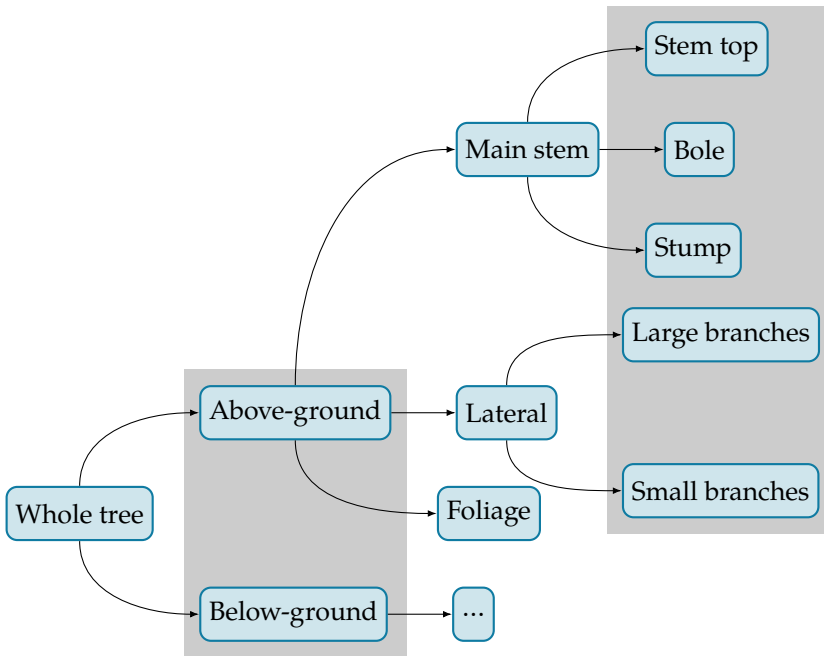 Stem top
Main stem
Bole
Stump
Large branches
Above-ground
Lateral
Small branches
Whole tree
Foliage
Below-ground
...